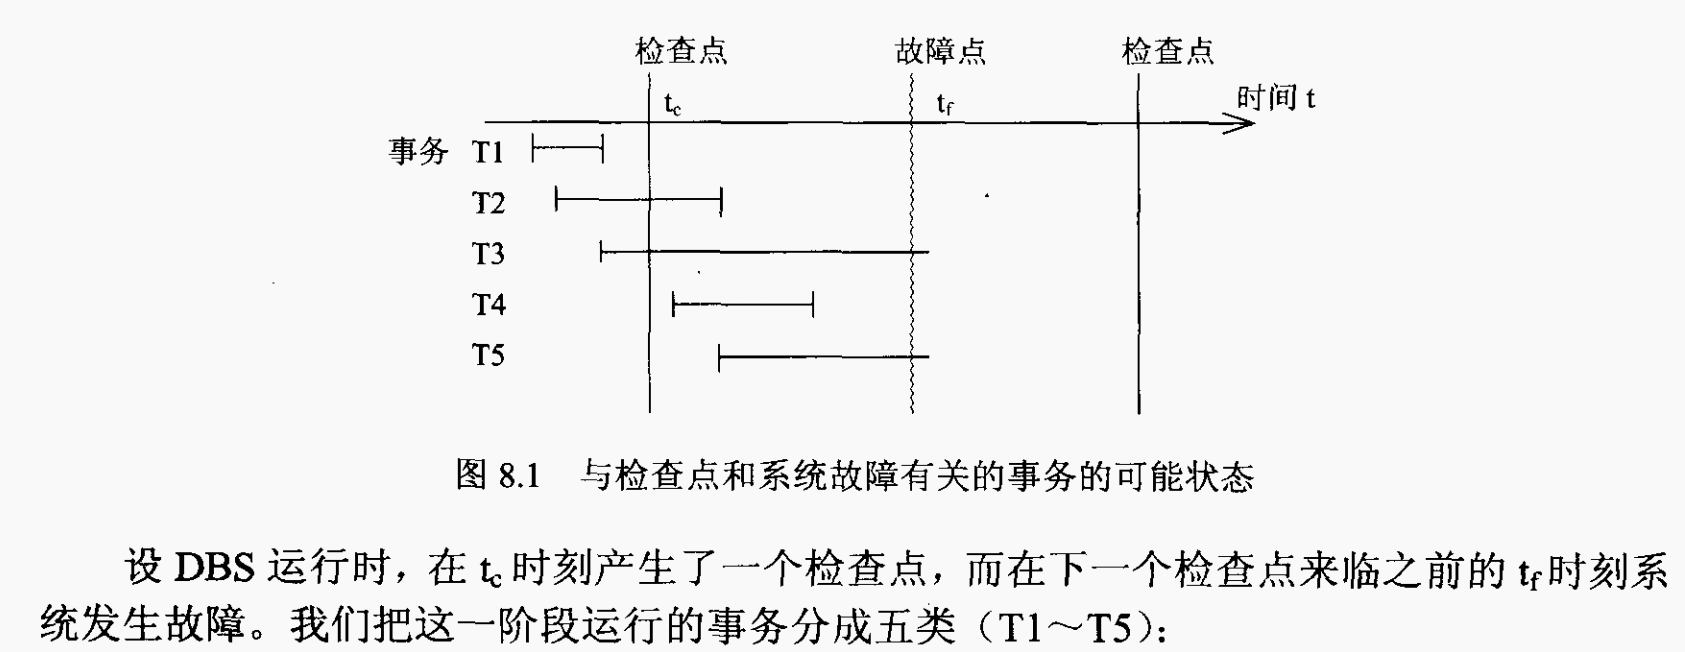 检查点 故障点 检查点
tc tf 时间 t
事务 T1
T2
T3
T4
T5
图 8.1 与检查点和系统故障有关的事务的可能状态
设 DBS 运行时，在 tc 时刻产生了一个检查点，而在下一个检查点来临之前的 tf 时刻系
统发生故障。我们把这一阶段运行的事务分成五类（T1～T5）：